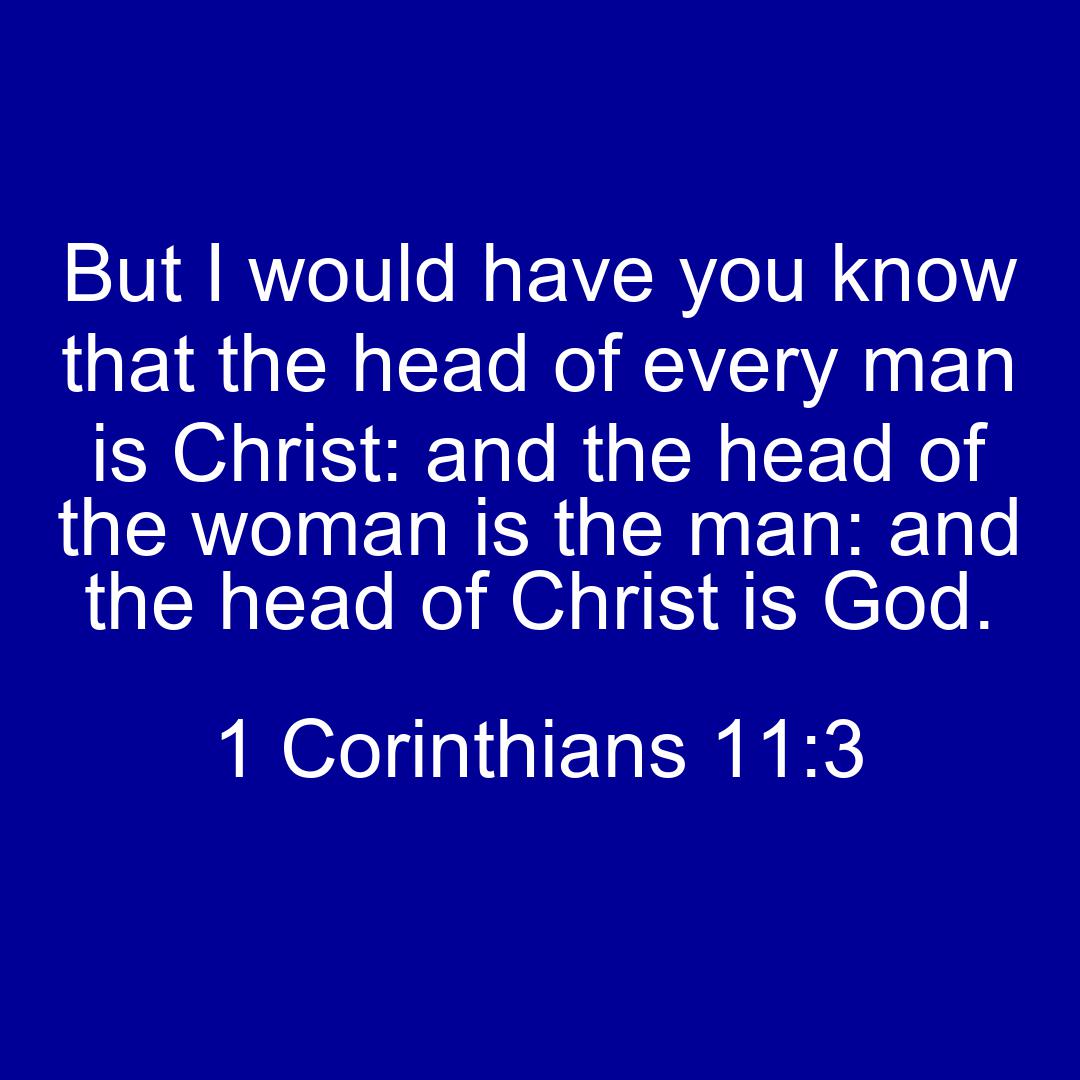 But I would have you know
that the head of every man
is Christ: and the head of
the woman is the man: and
the head of Christ is God.
1 Corinthians 11:3